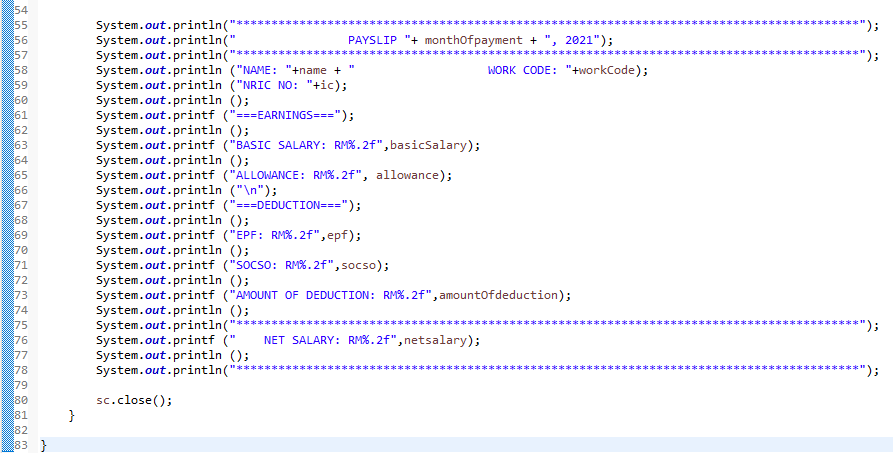 54
55 System.out.println("*****************************************************************************************");
56 System.out.println("                PAYSLIP "+ monthOfpayment + ", 2021");
57 System.out.println("*****************************************************************************************");
58 System.out.println ("NAME: "+name + "                   WORK CODE: "+workCode);
59 System.out.println ("NRIC NO: "+ic);
60 System.out.println ();
61 System.out.printf ("===EARNINGS===");
62 System.out.println ();
63 System.out.printf ("BASIC SALARY: RM%.2f",basicSalary);
64 System.out.println ();
65 System.out.printf ("ALLOWANCE: RM%.2f", allowance);
66 System.out.println ("\n");
67 System.out.printf ("===DEDUCTION===");
68 System.out.println ();
69 System.out.printf ("EPF: RM%.2f",epf);
70 System.out.println ();
71 System.out.printf ("SOCSO: RM%.2f",socso);
72 System.out.println ();
73 System.out.printf ("AMOUNT OF DEDUCTION: RM%.2f",amountOfdeduction);
74 System.out.println ();
75 System.out.println("*****************************************************************************************");
76 System.out.printf ("    NET SALARY: RM%.2f",netsalary);
77 System.out.println ();
78 System.out.println("*****************************************************************************************");
79
80 sc.close();
81 }
82
83 }